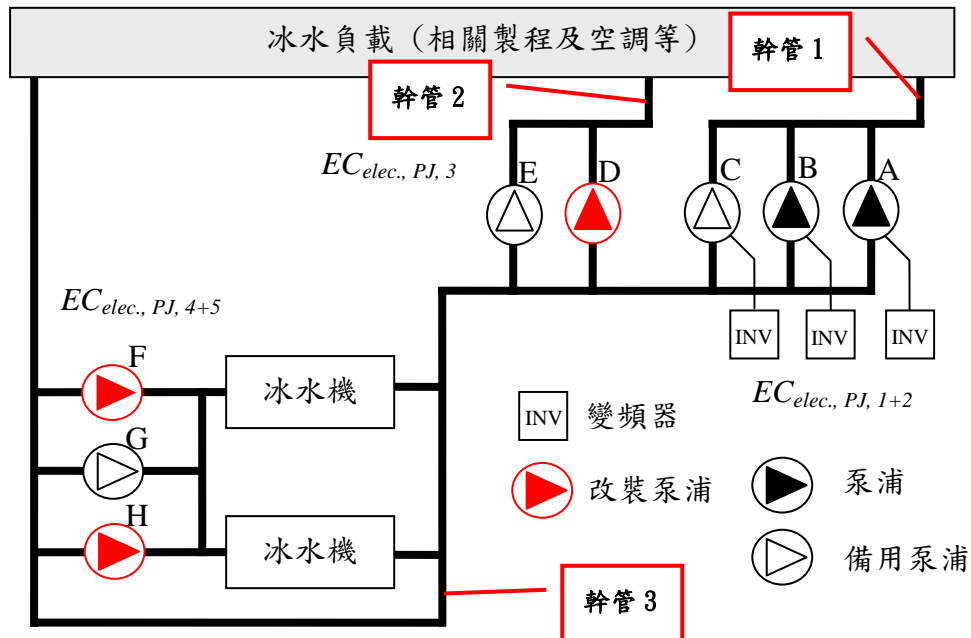 冰水負載（相關製程及空調等）
幹管 1
幹管 2
EC_elec., PJ, 3
E
D
C
B
A
EC_elec., PJ, 4+5
F
冰水機
G
H
冰水機
INV
INV
INV
EC_elec., PJ, 1+2
INV 變頻器
改裝泵浦
泵浦
備用泵浦
幹管 3